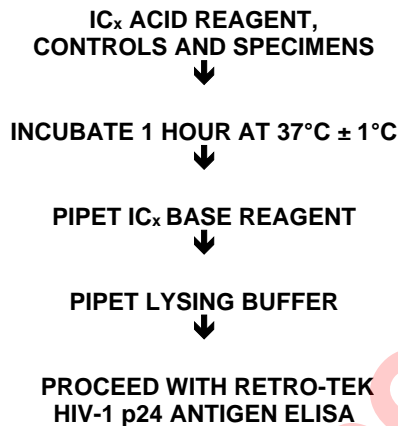 ICₓ ACID REAGENT,
CONTROLS AND SPECIMENS
INCUBATE 1 HOUR AT 37°C ± 1°C
PIPET ICₓ BASE REAGENT
PIPET LYSING BUFFER
PROCEED WITH RETRO-TEK
HIV-1 p24 ANTIGEN ELISA